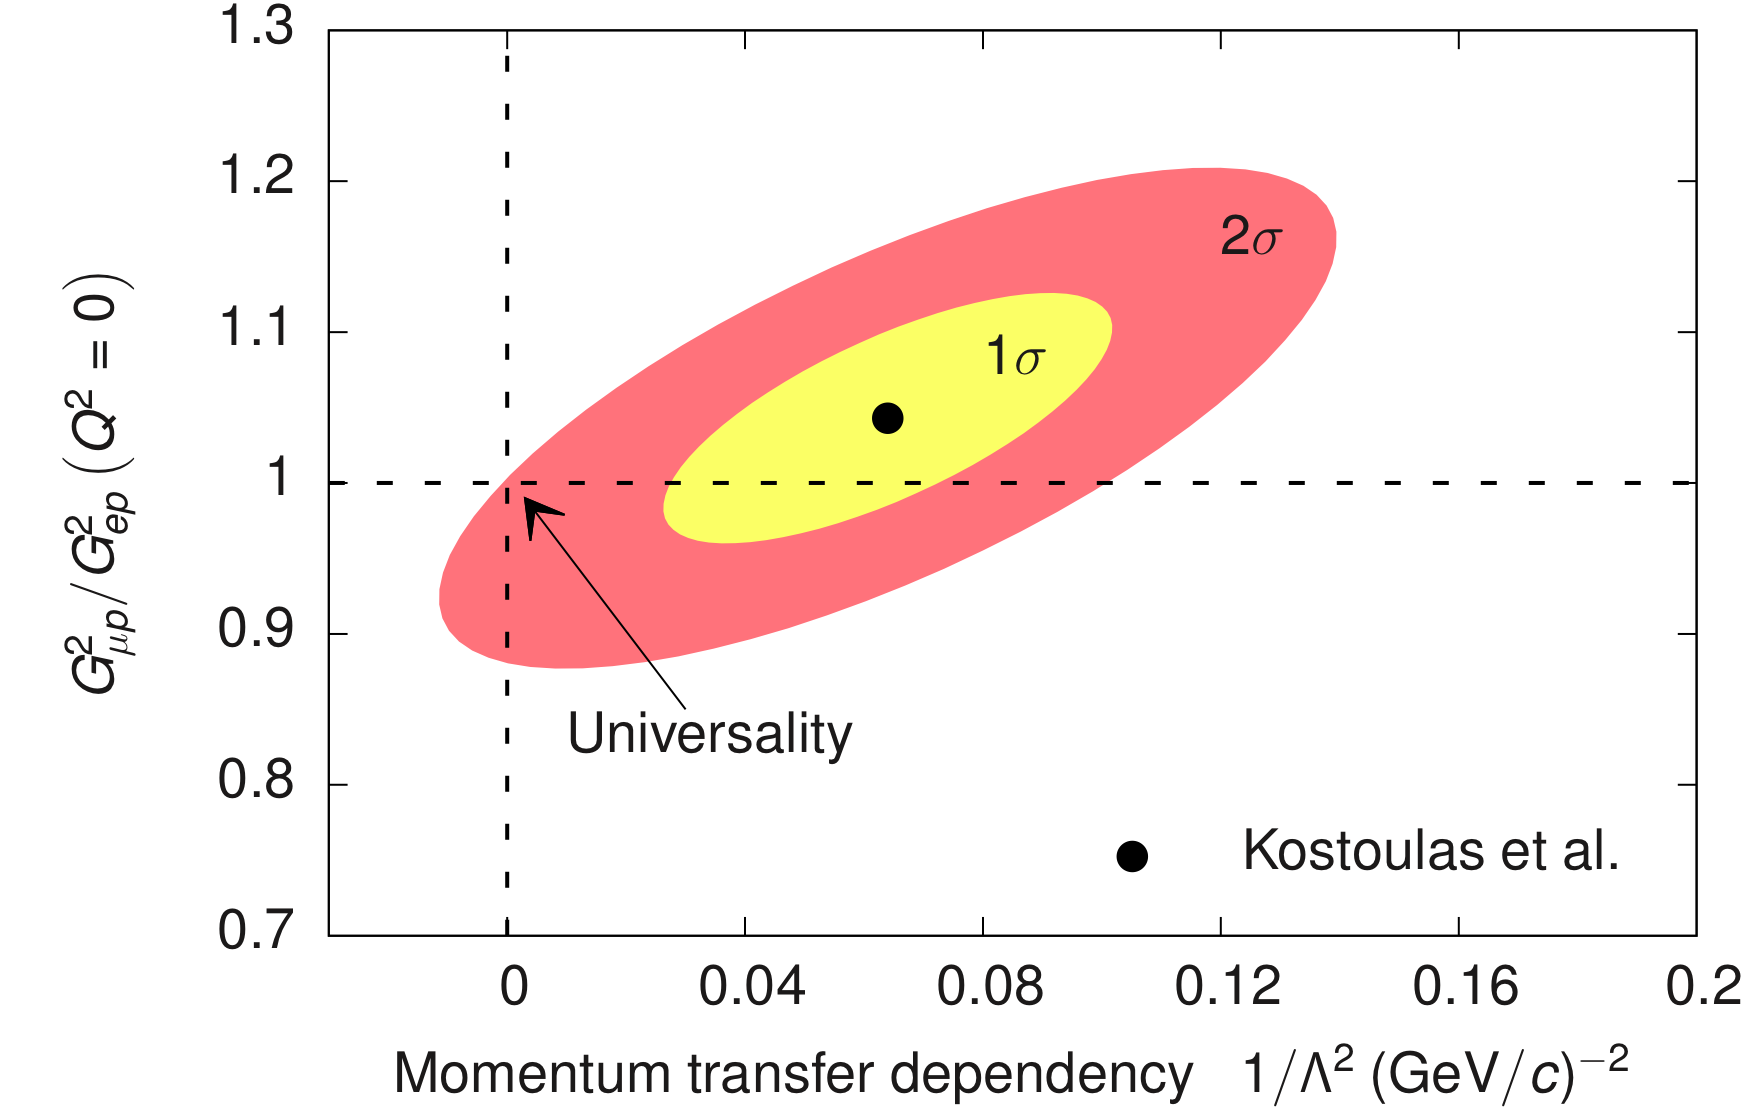 1.3
1.2
1.1
1
0.9
0.8
0.7
G²μp/G²ep (Q² = 0)
2σ
1σ
Universality
Kostoulas et al.
0 0.04 0.08 0.12 0.16 0.2
Momentum transfer dependency 1/Λ² (GeV/c)⁻²